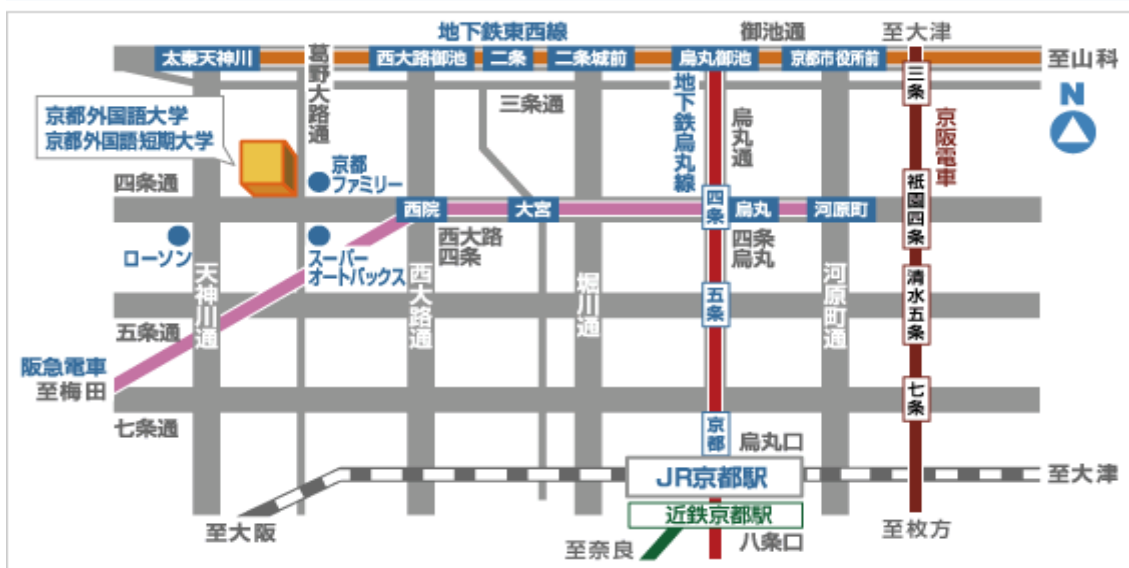 地下鉄東西線
御池通
至大津
太秦天神川
葛野大路通
西大路御池
二条
二条城前
烏丸御池
京都市役所前
三条
至山科
N
京都外国語大学
京都外国語短期大学
三条通
地下鉄烏丸線
烏丸通
京阪電車
四条通
京都
ファミリー
西院
大宮
四条
烏丸
河原町
祇園四条
ローソン
スーパー
オートバックス
西大路
四条
四条
烏丸
天神川通
西大路通
堀川通
五条
河原町通
清水五条
五条通
阪急電車
至梅田
七条
七条通
京都
烏丸口
JR京都駅
至大津
近鉄京都駅
至大阪
至奈良
八条口
至枚方